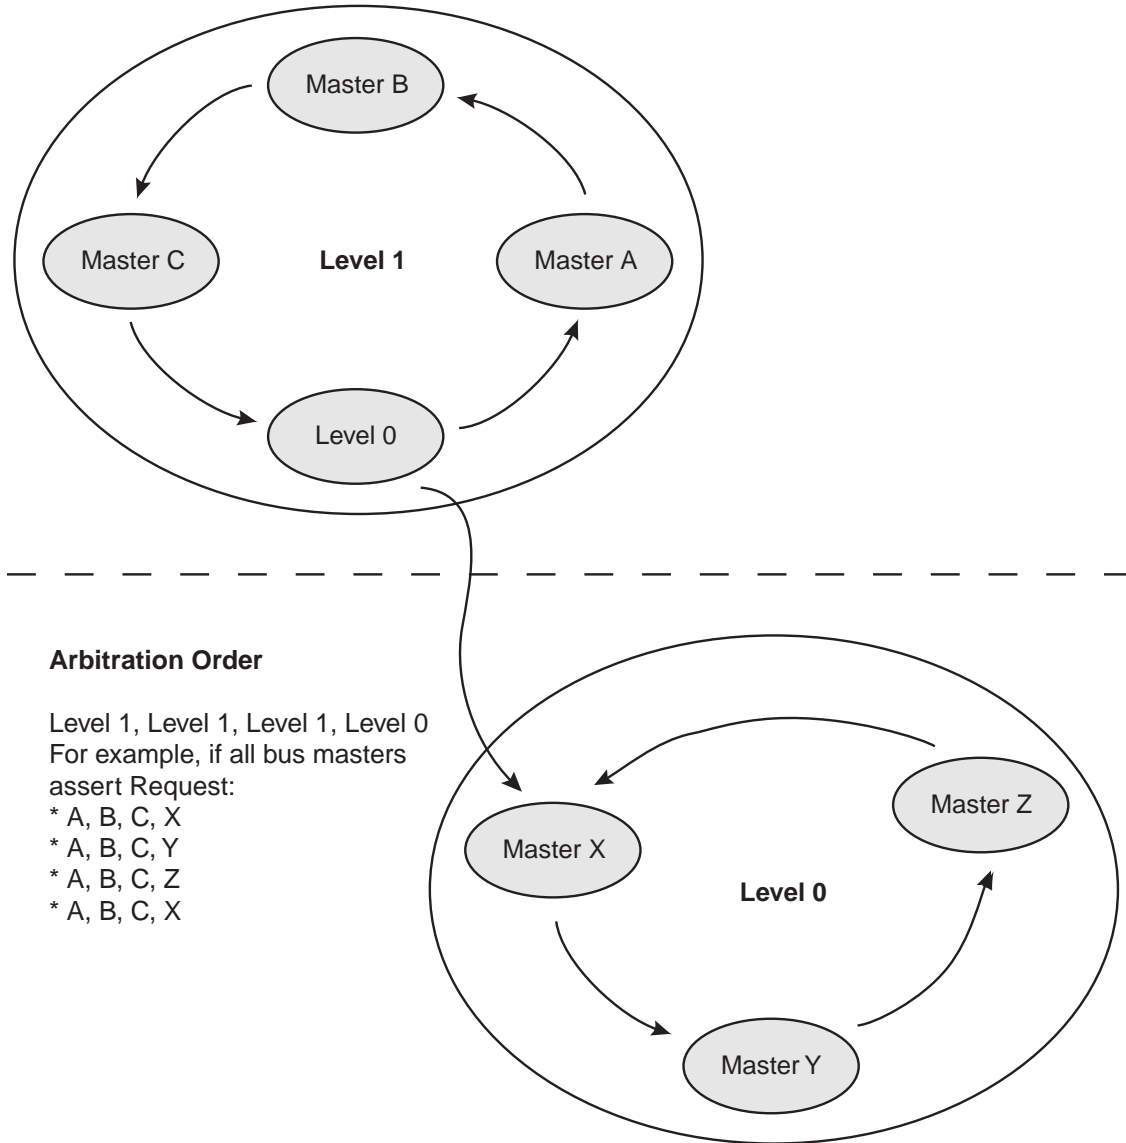 Master B
Master C
Level 1
Master A
Level 0
Arbitration Order
Level 1, Level 1, Level 1, Level 0
For example, if all bus masters
assert Request:
* A, B, C, X
* A, B, C, Y
* A, B, C, Z
* A, B, C, X
Master Z
Master X
Level 0
Master Y